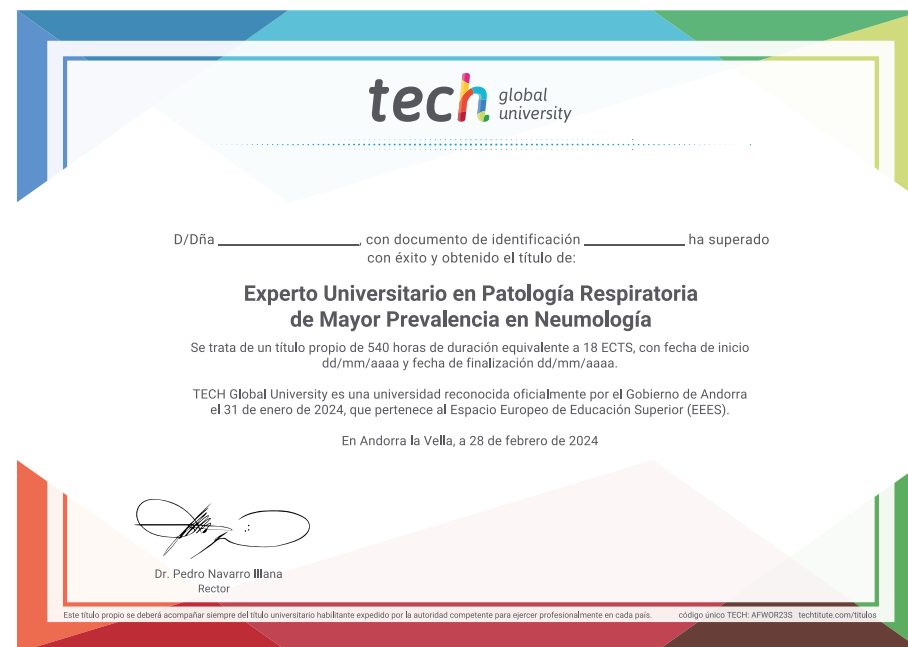 tech global university
D/Dña ____________, con documento de identificación ____________ ha superado
con éxito y obtenido el título de:
Experto Universitario en Patología Respiratoria
de Mayor Prevalencia en Neumología
Se trata de un título propio de 540 horas de duración equivalente a 18 ECTS, con fecha de inicio
dd/mm/aaaa y fecha de finalización dd/mm/aaaa.
TECH Global University es una universidad reconocida oficialmente por el Gobierno de Andorra
el 31 de enero de 2024, que pertenece al Espacio Europeo de Educación Superior (EEES).
En Andorra la Vella, a 28 de febrero de 2024
Dr. Pedro Navarro Illana
Rector
Este título propio se deberá acompañar siempre del título universitario habilitante expedido por la autoridad competente para ejercer profesionalmente en cada país. código único TECH: AFWOR23S techtitute.com/titulos